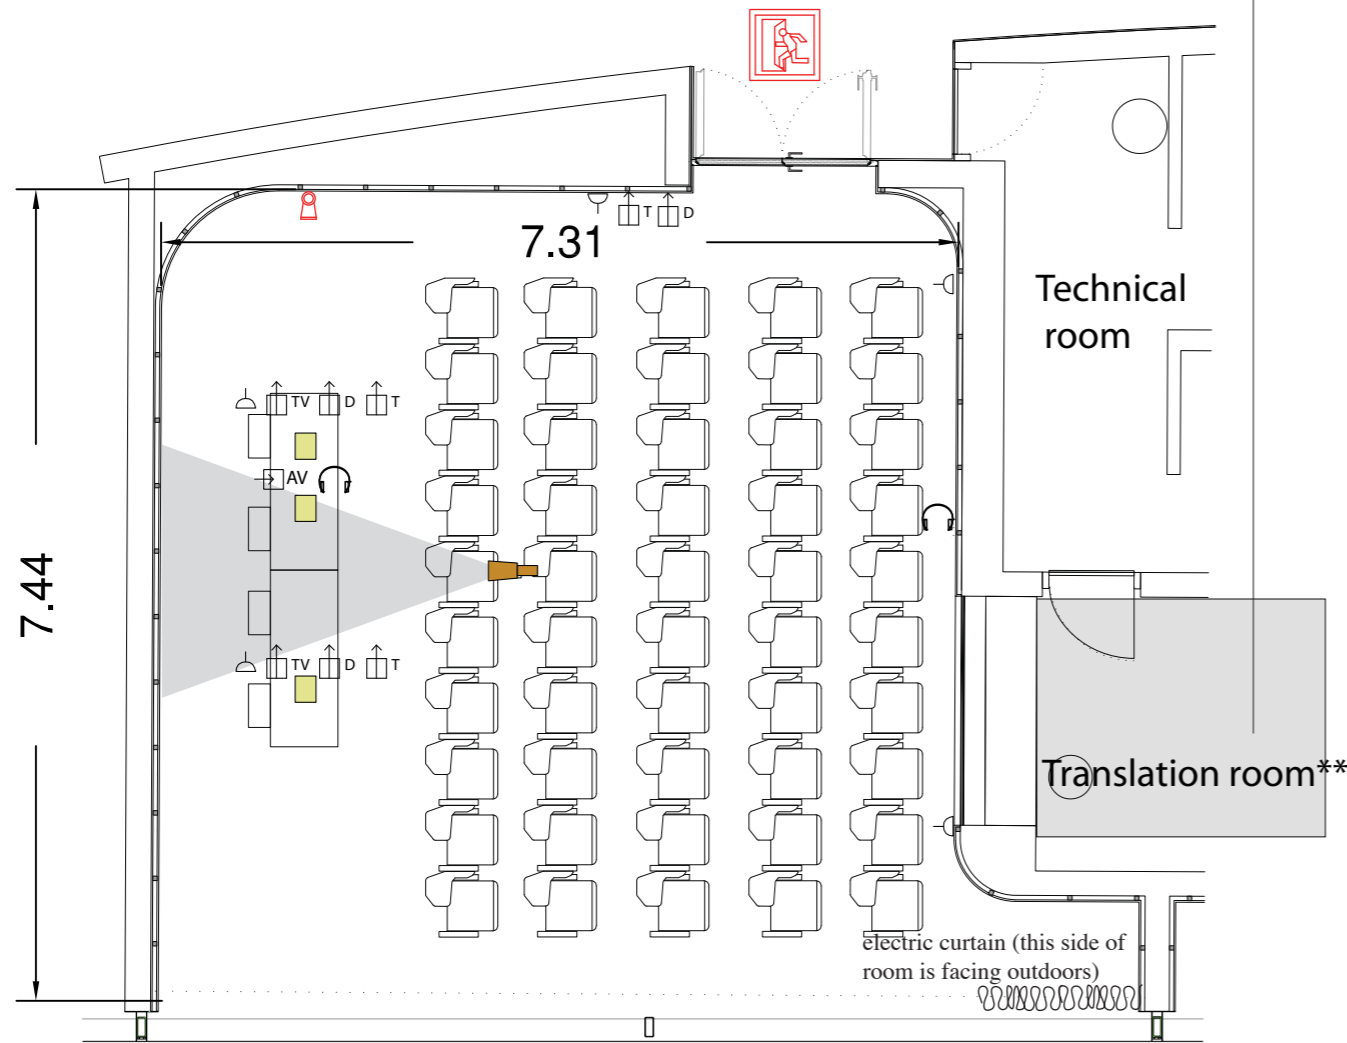 T D
7.31
Technical
room
TV D T
AV
7.44
TV D T
Translation room**
electric curtain (this side of
room is facing outdoors)